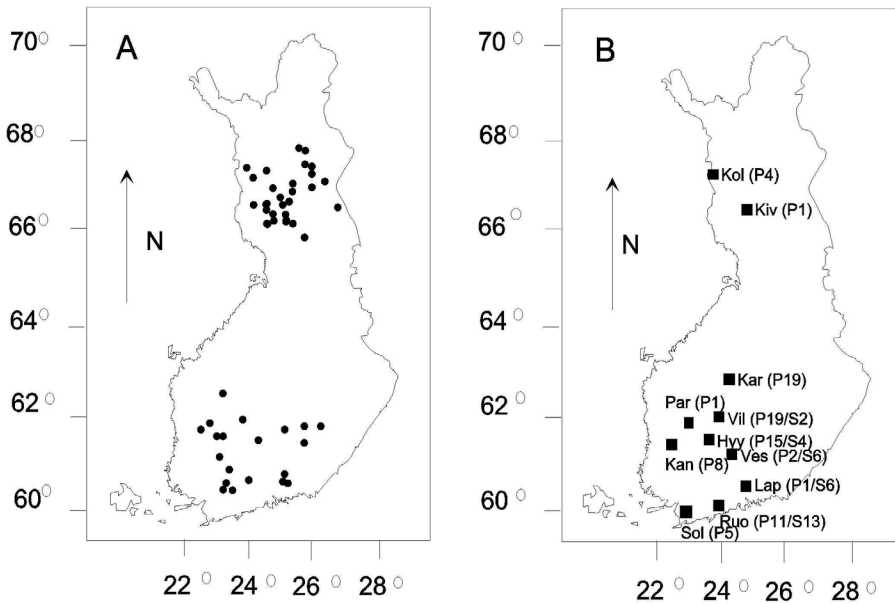 A
70°
68°
66°
64°
62°
60°
N
22° 24° 26° 28°
B
70°
68°
66°
64°
62°
60°
N
Kol (P4)
Kiv (P1)
Kar (P19)
Par (P1)
Vil (P19/S2)
Hyy (P15/S4)
Kan (P8)
Ves (P2/S6)
Lap (P1/S6)
Ruo (P11/S13)
Sol (P5)
22° 24° 26° 28°